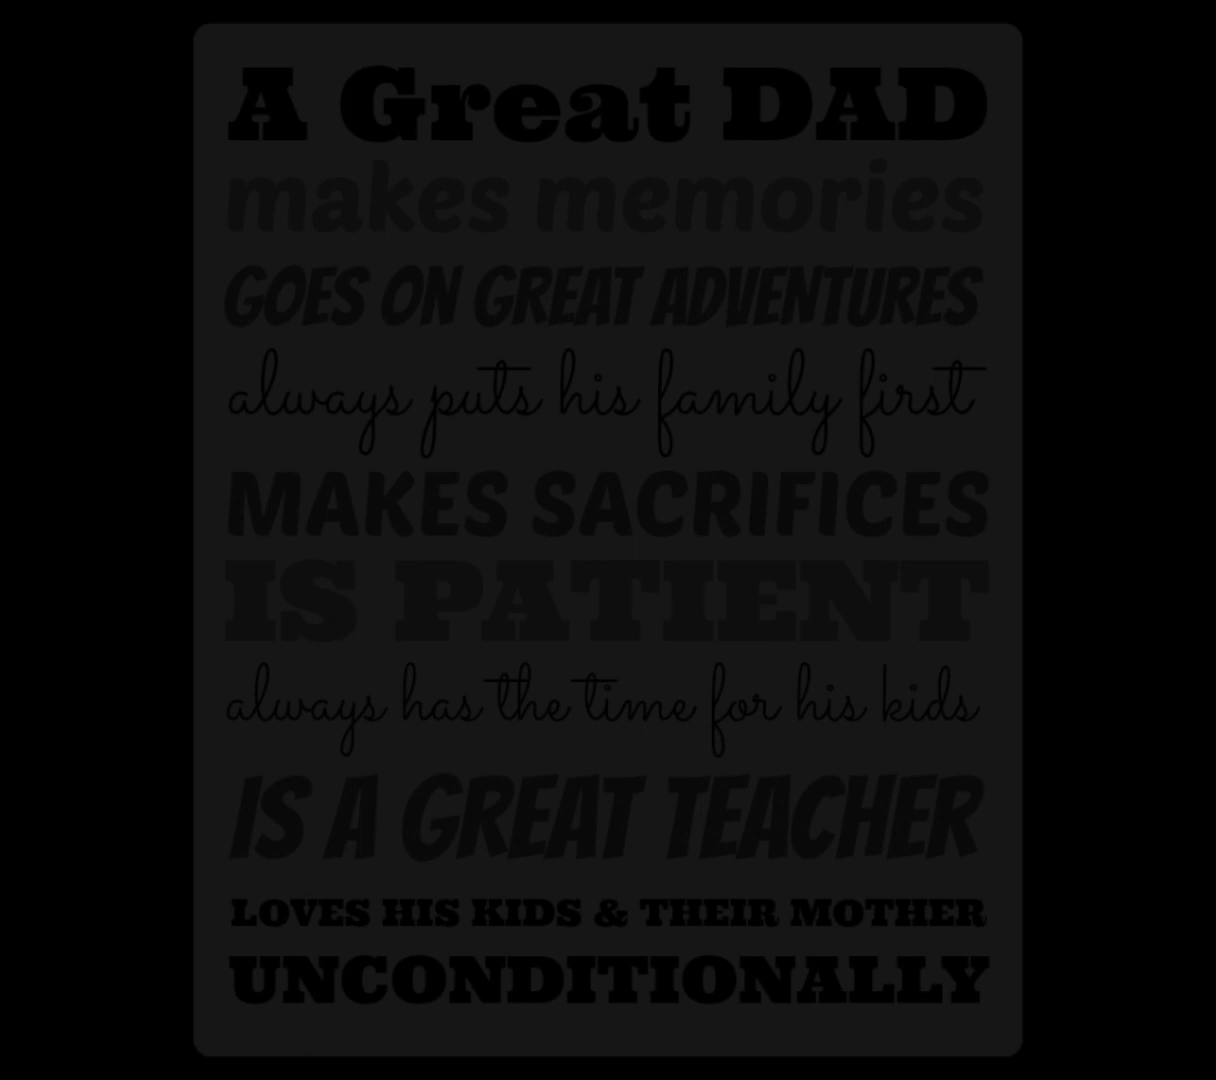 A Great DAD
makes memories
GOES ON GREAT ADVENTURES
always puts his family first
MAKES SACRIFICES
IS PATIENT
always has the time for his kids
IS A GREAT TEACHER
LOVES HIS KIDS & THEIR MOTHER
UNCONDITIONALLY